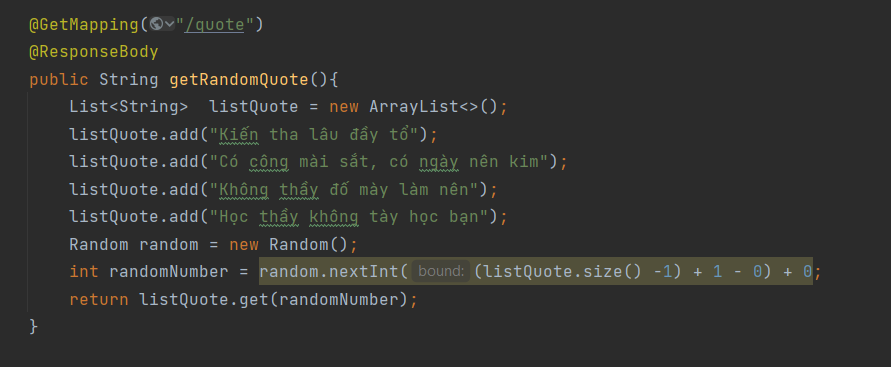 @GetMapping("/quote")
@ResponseBody
public String getRandomQuote(){
List<String>  listQuote = new ArrayList<>();
listQuote.add("Kiến tha lâu đầy tổ");
listQuote.add("Có công mài sắt, có ngày nên kim");
listQuote.add("Không thầy đố mày làm nên");
listQuote.add("Học thầy không tày học bạn");
Random random = new Random();
int randomNumber = random.nextInt( bound: (listQuote.size() -1) + 1 - 0) + 0;
return listQuote.get(randomNumber);
}